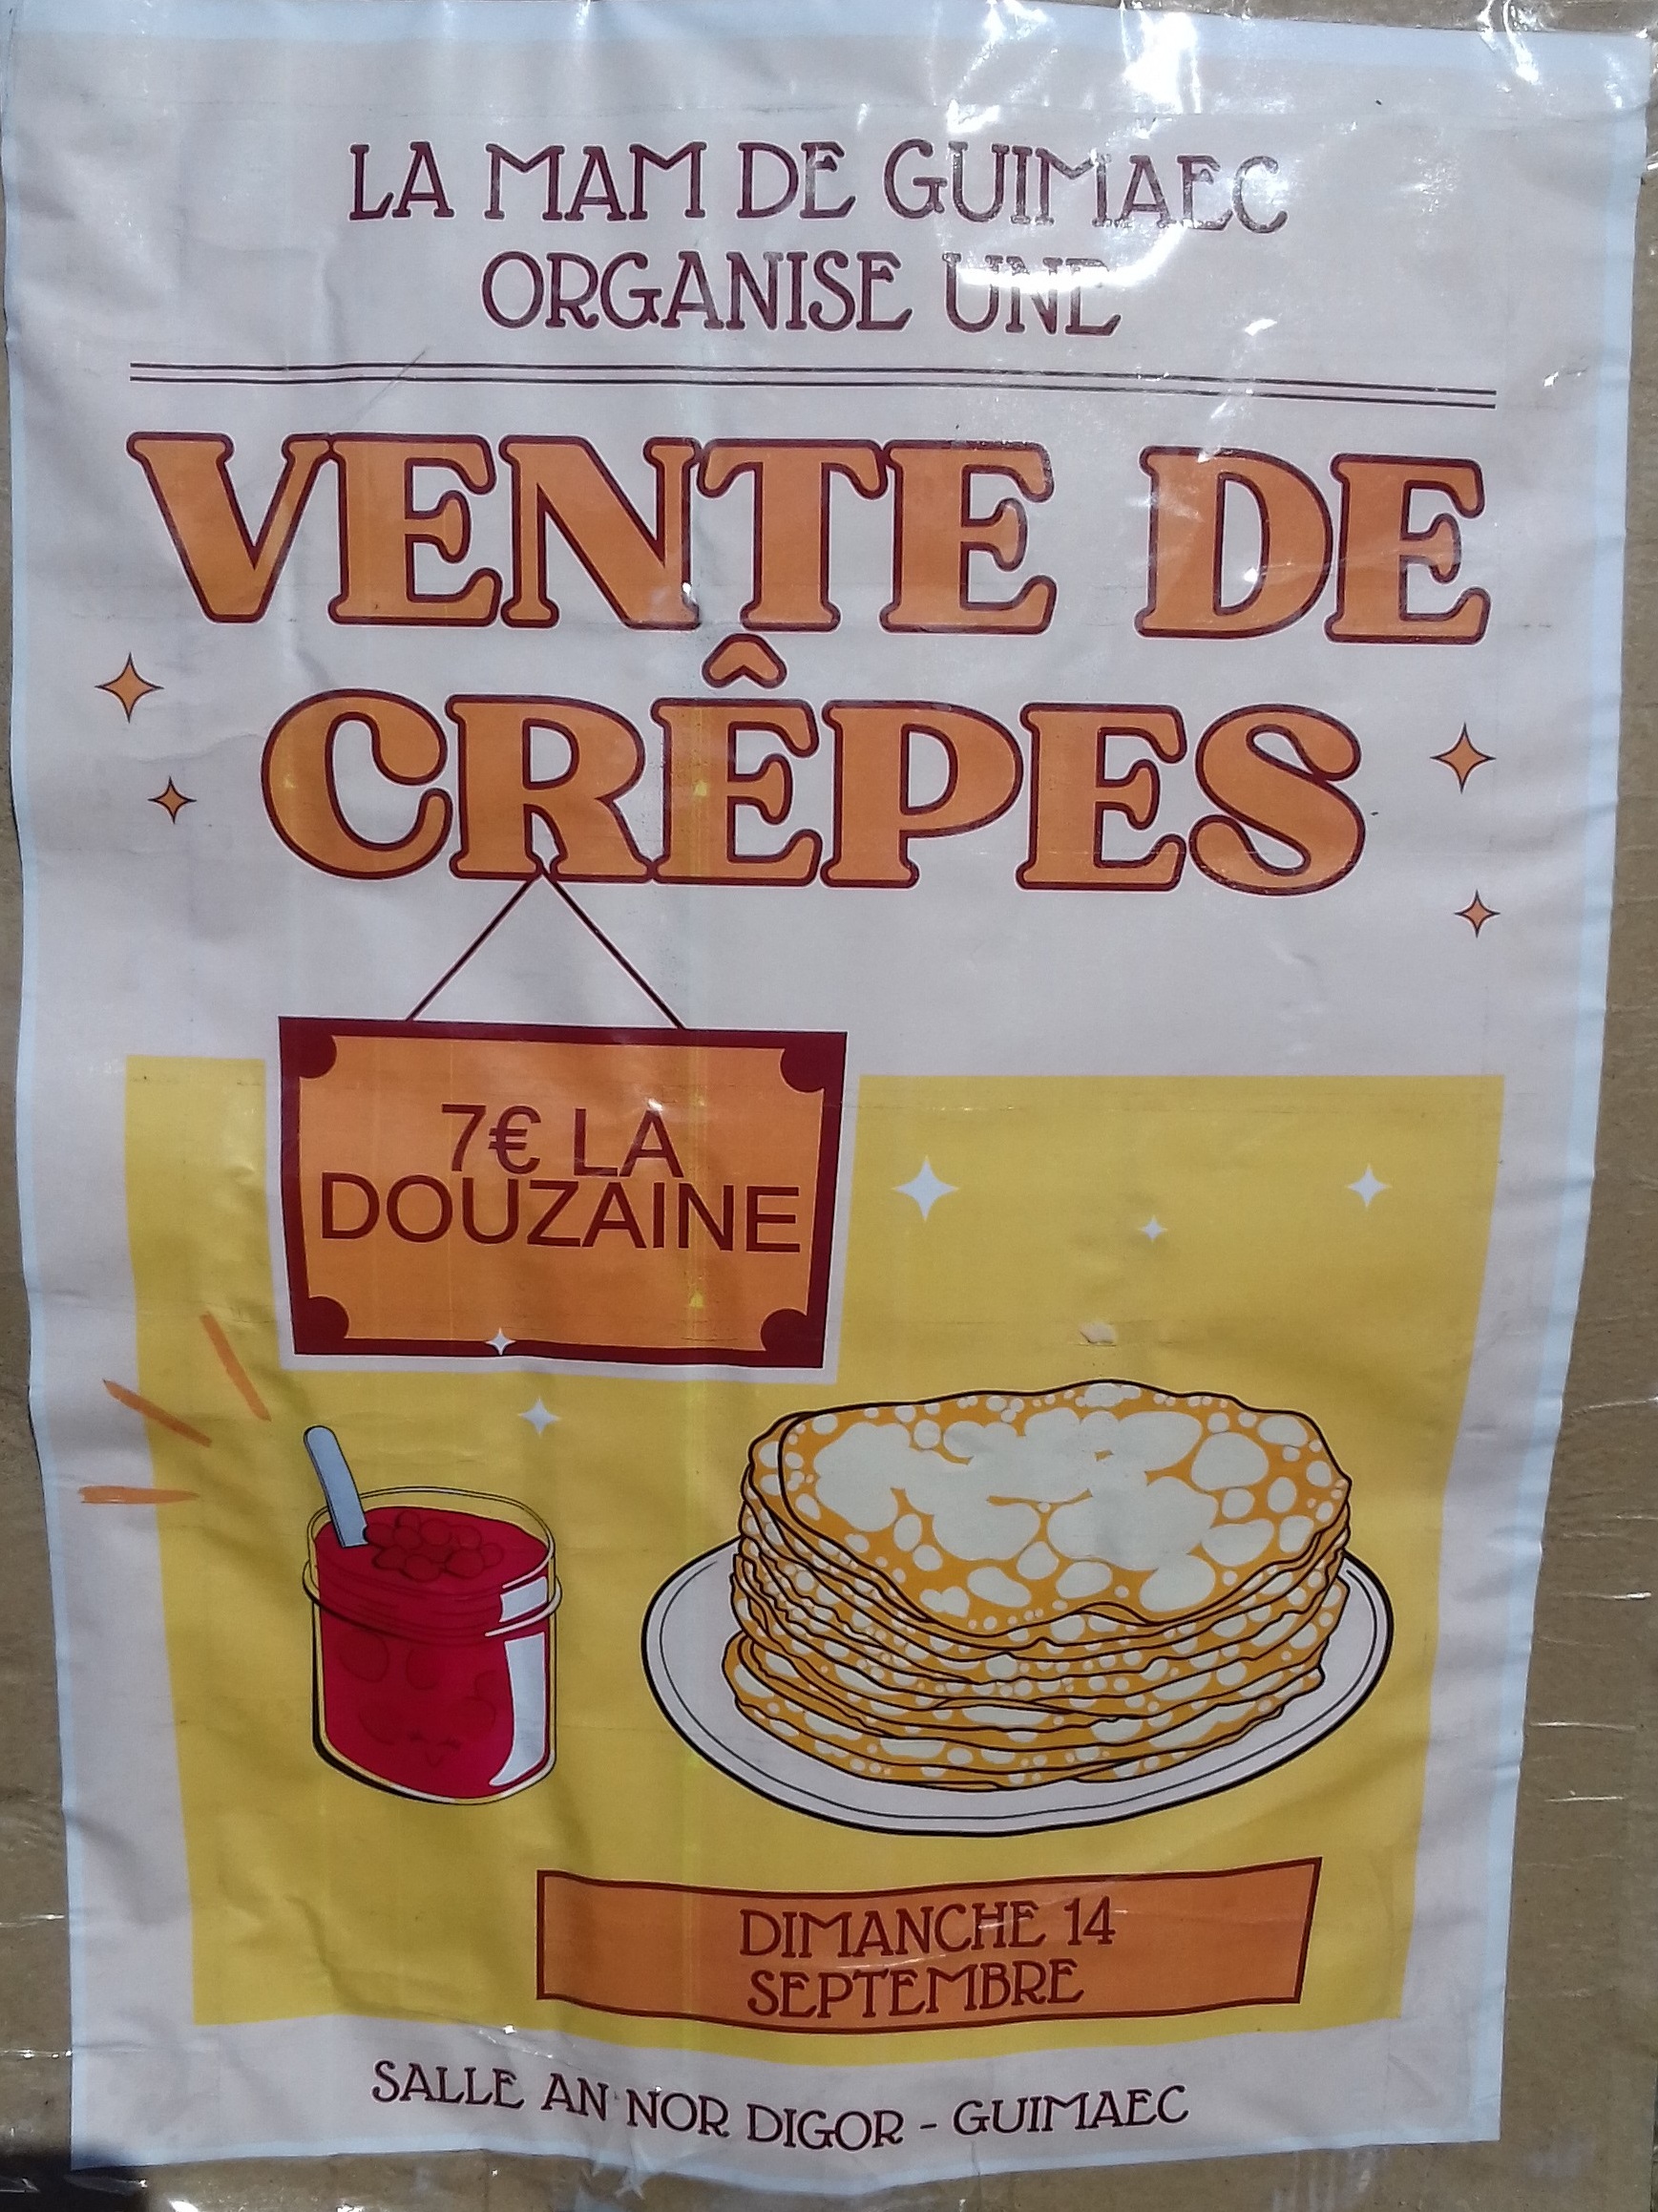 LA MAM DE GUIMAEC
ORGANISE UNE
VENTE DE
CRÊPES
7€ LA
DOUZAINE
DIMANCHE 14
SEPTEMBRE
SALLE AN NOR DIGOR - GUIMAEC